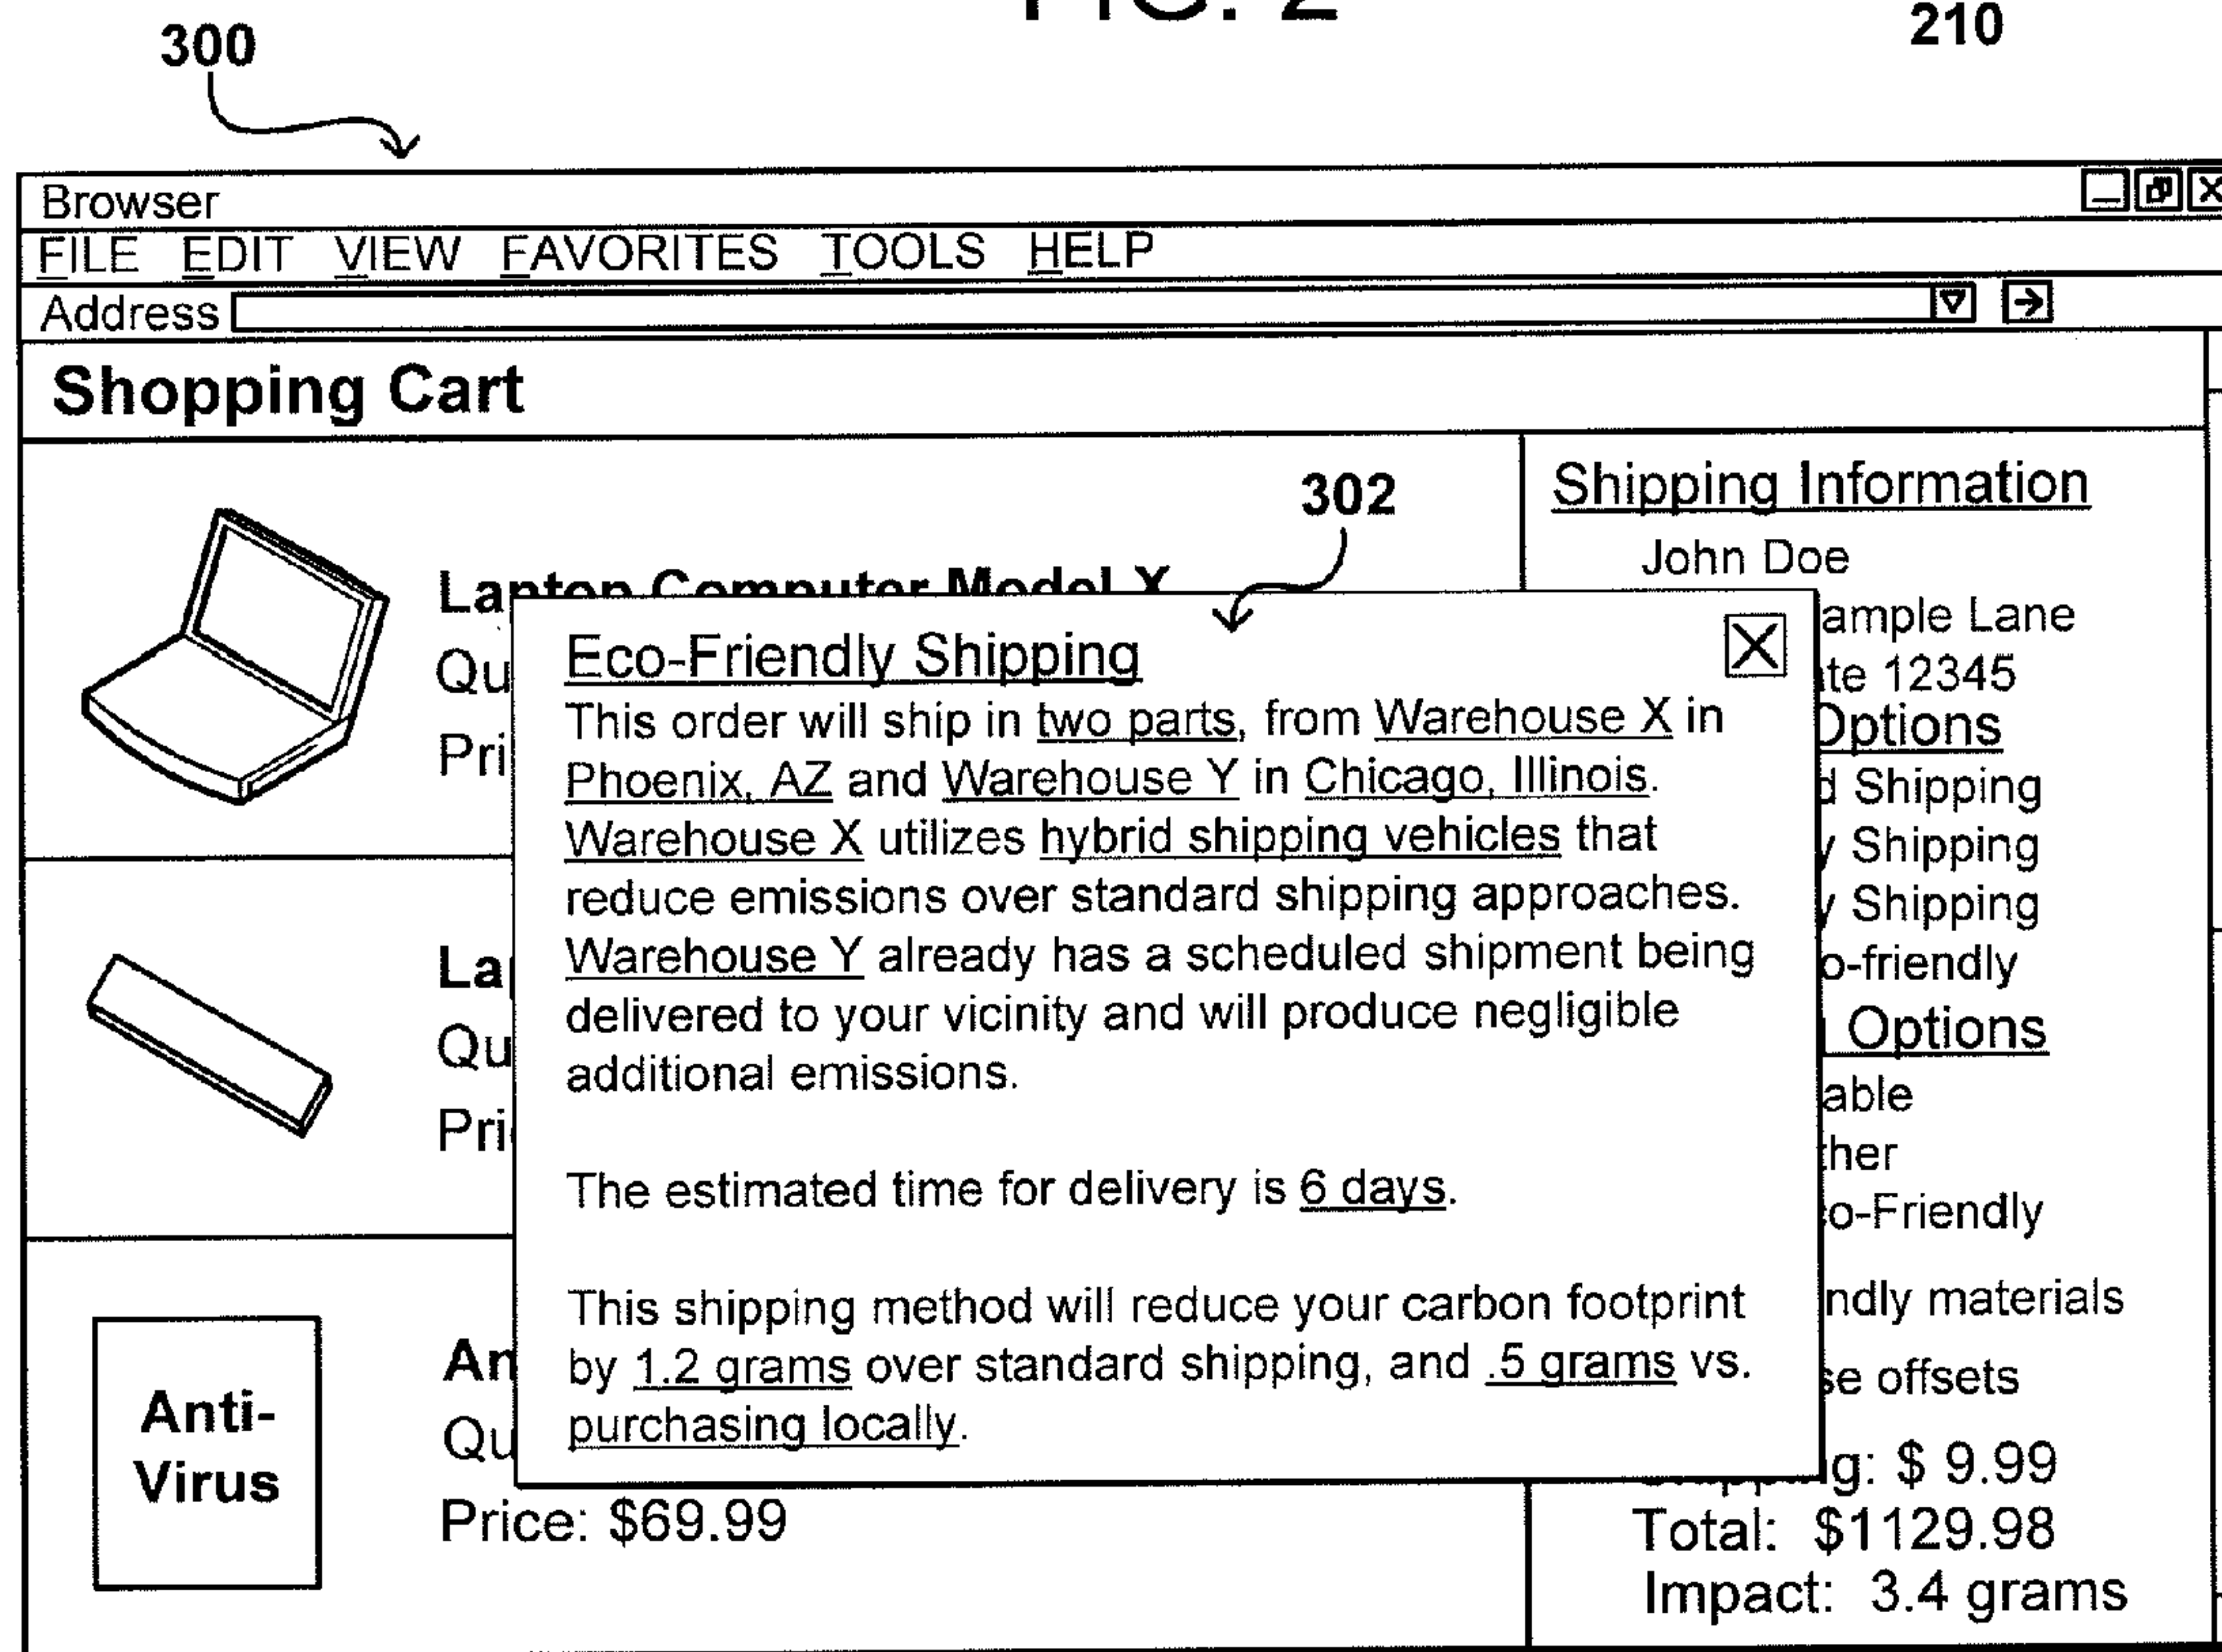 FIG. 2
210
300
Browser
FILE EDIT VIEW FAVORITES TOOLS HELP
Address
Shopping Cart
302
Shipping Information
John Doe
Laptop Computer Model X
ample Lane
Qu
te 12345
Pri
Options
d Shipping
y Shipping
y Shipping
o-friendly
Options
able
ther
o-Friendly
ndly materials
se offsets
g: $ 9.99
Total: $1129.98
Impact: 3.4 grams
Eco-Friendly Shipping
This order will ship in two parts, from Warehouse X in
Phoenix, AZ and Warehouse Y in Chicago, Illinois.
Warehouse X utilizes hybrid shipping vehicles that
reduce emissions over standard shipping approaches.
Warehouse Y already has a scheduled shipment being
delivered to your vicinity and will produce negligible
additional emissions.
The estimated time for delivery is 6 days.
This shipping method will reduce your carbon footprint
by 1.2 grams over standard shipping, and .5 grams vs.
purchasing locally.
La
Qu
Pri
Anti-
Virus
An
Qu
Price: $69.99